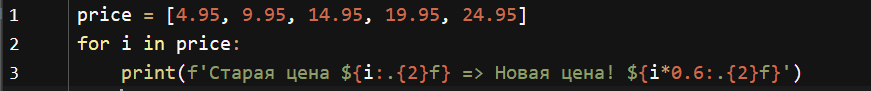 1 price = [4.95, 9.95, 14.95, 19.95, 24.95]
2 for i in price:
3     print(f'Старая цена ${i:.{2}f} => Новая цена! ${i*0.6:.{2}f}')